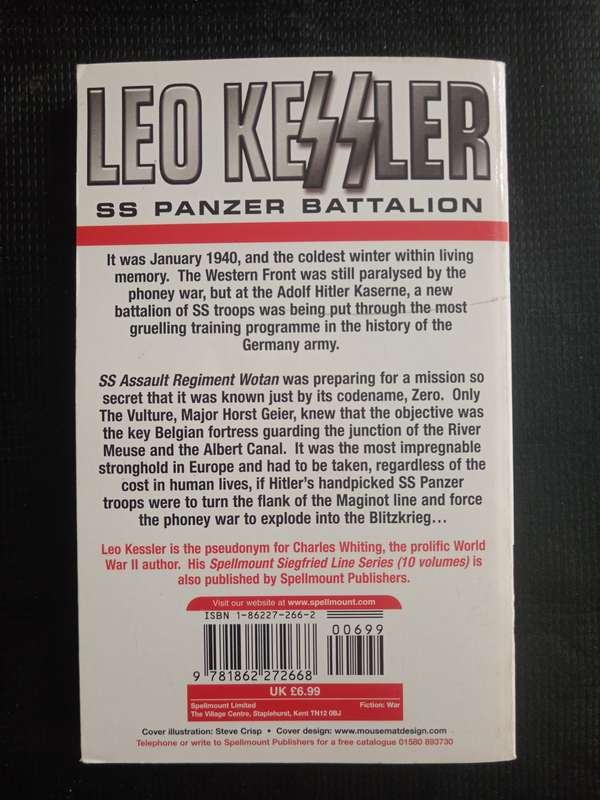 LEO KESSLER
SS PANZER BATTALION
It was January 1940, and the coldest winter within living
memory. The Western Front was still paralysed by the
phoney war, but at the Adolf Hitler Kaserne, a new
battalion of SS troops was being put through the most
gruelling training programme in the history of the
Germany army.
SS Assault Regiment Wotan was preparing for a mission so
secret that it was known just by its codename, Zero. Only
The Vulture, Major Horst Geier, knew that the objective was
the key Belgian fortress guarding the junction of the River
Meuse and the Albert Canal. It was the most impregnable
stronghold in Europe and had to be taken, regardless of the
cost in human lives, if Hitler's handpicked SS Panzer
troops were to turn the flank of the Maginot line and force
the phoney war to explode into the Blitzkrieg...
Leo Kessler is the pseudonym for Charles Whiting, the prolific World
War II author. His Spellmount Siegfried Line Series (10 volumes) is
also published by Spellmount Publishers.
Visit our website at www.spellmount.com
ISBN 1-86227-266-2
00699
9 781862 272668
UK £6.99
Spellmount Limited
The Village Centre, Staplehurst, Kent TN12 0BJ
Fiction: War
Cover illustration: Steve Crisp • Cover design: www.mousematdesign.com
Telephone or write to Spellmount Publishers for a free catalogue 01580 893730